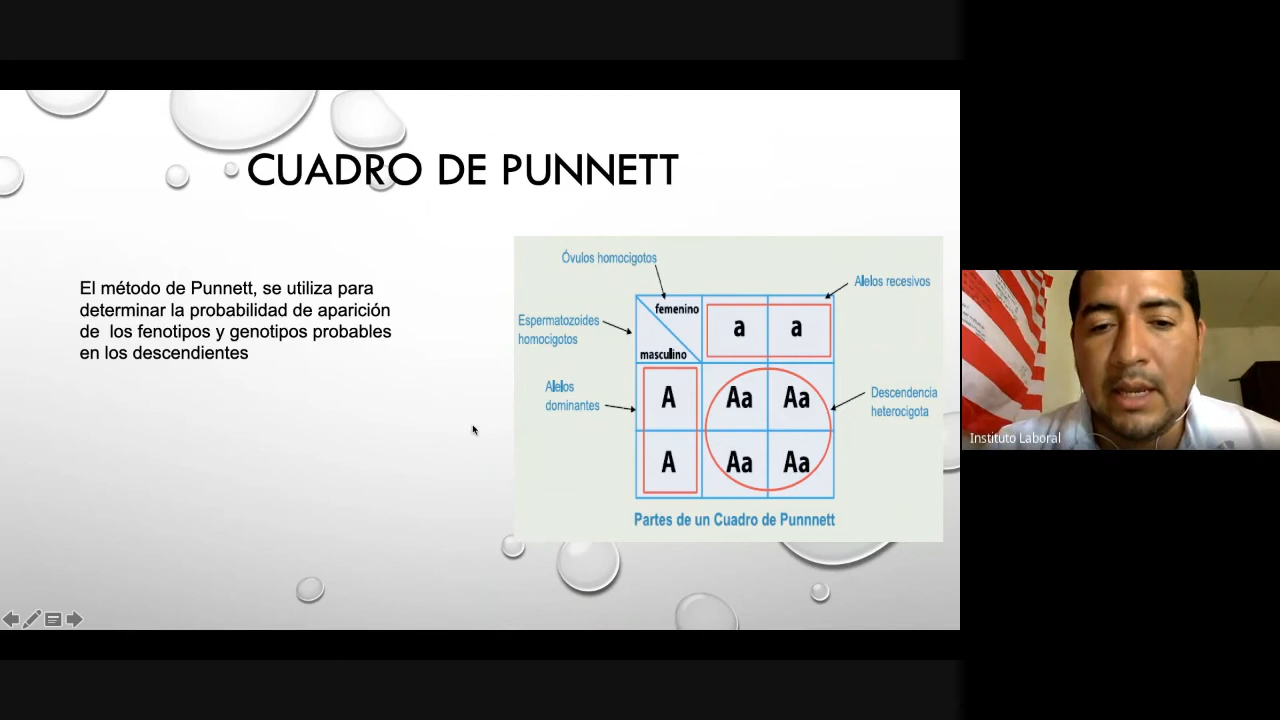 CUADRO DE PUNNETT
El método de Punnett, se utiliza para
determinar la probabilidad de aparición
de los fenotipos y genotipos probables
en los descendientes
Óvulos homocigotos
Alelos recesivos
femenino
Espermatozoides
homocigotos
masculino
a a
Alelos
dominantes
A Aa Aa
Descendencia
heterocigota
A Aa Aa
Partes de un Cuadro de Punnnett
Instituto Laboral